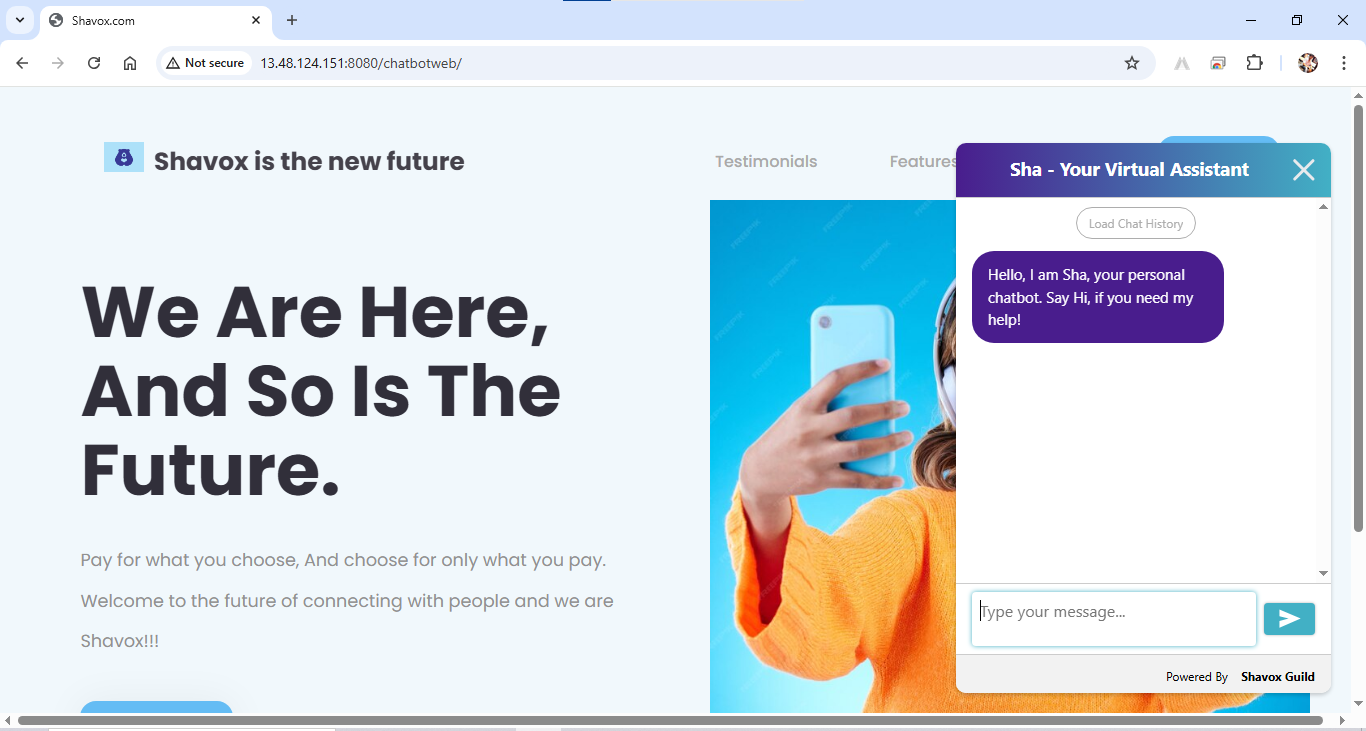 Shavox.com
Not secure
13.48.124.151:8080/chatbotweb/
Shavox is the new future
Testimonials
Features
We Are Here,
And So Is The
Future.
Pay for what you choose, And choose for only what you pay.
Welcome to the future of connecting with people and we are
Shavox!!!
Sha - Your Virtual Assistant
Load Chat History
Hello, I am Sha, your personal
chatbot. Say Hi, if you need my
help!
Type your message...
Powered By Shavox Guild